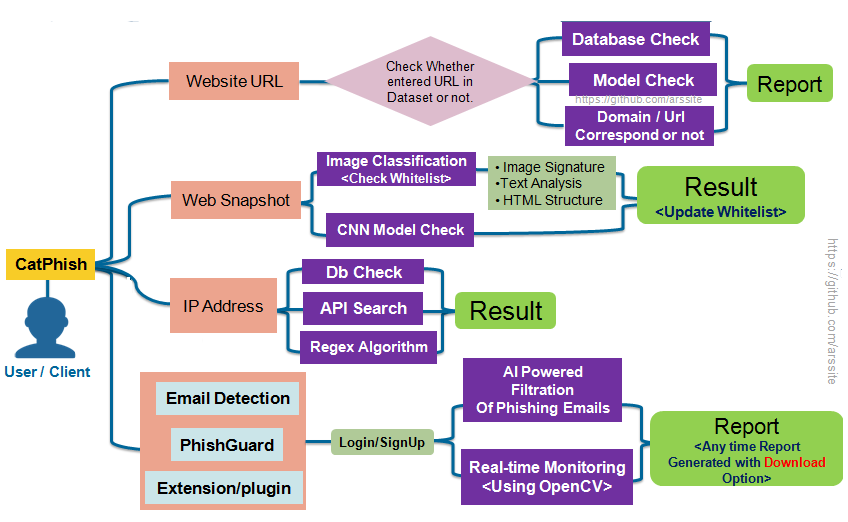 https://github.com/arssite
Website URL
Check Whether
entered URL in
Dataset or not.
Database Check
Model Check
https://github.com/arssite
Domain / Url
Correspond or not
Report
Web Snapshot
Image Classification
<Check Whitelist>
• Image Signature
•Text Analysis
• HTML Structure
CNN Model Check
Result
<Update Whitelist>
CatPhish
User / Client
IP Address
Db Check
API Search
Regex Algorithm
Result
https://github.com/arssite
Email Detection
PhishGuard
Extension/plugin
Login/SignUp
AI Powered
Filtration
Of Phishing Emails
Real-time Monitoring
<Using OpenCV>
Report
<Any time Report
Generated with Download
Option>